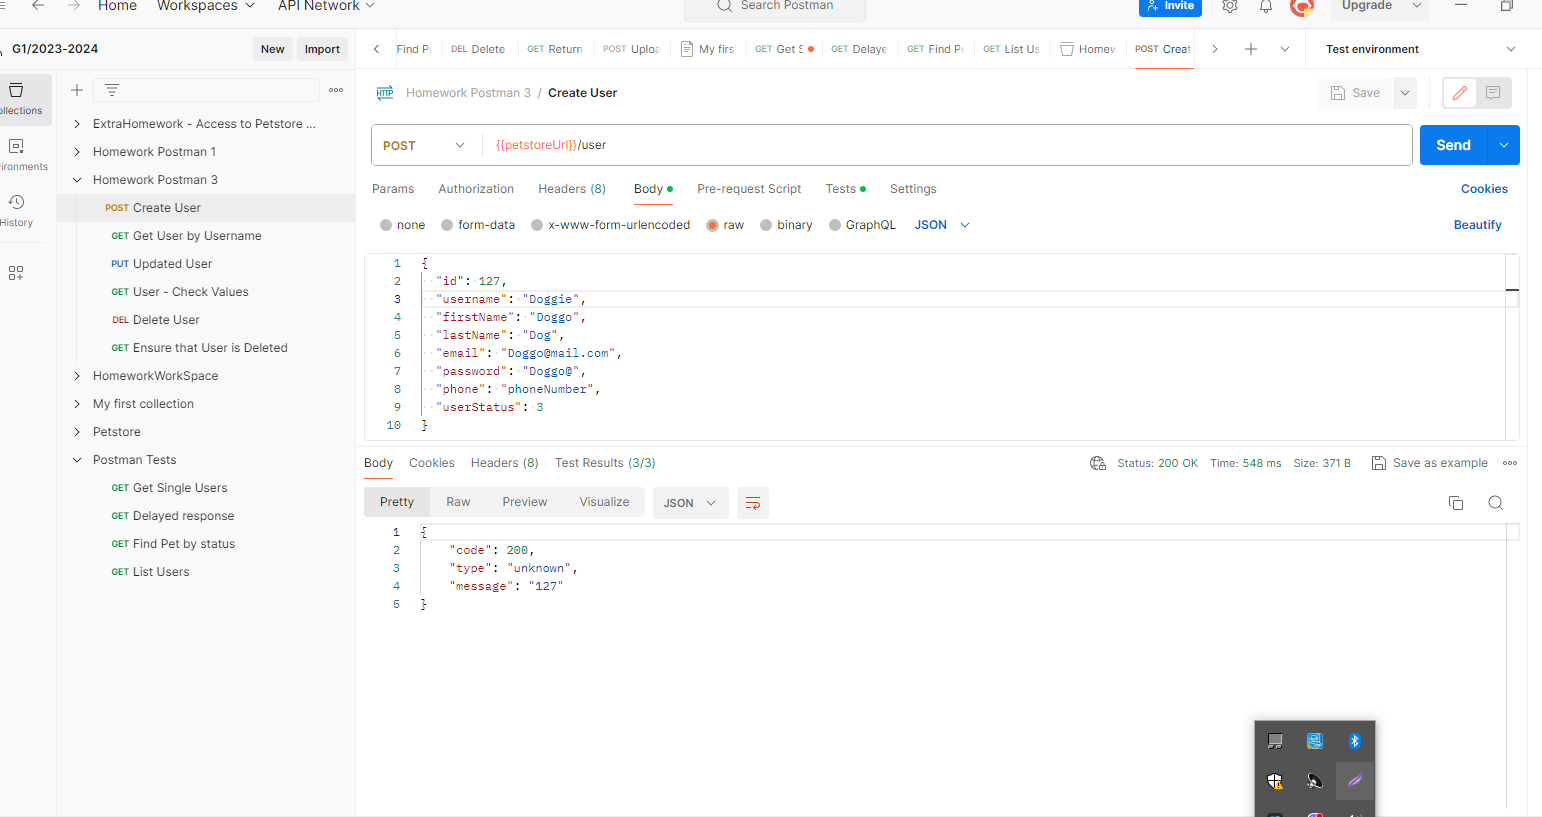 Home Workspaces API Network Search Postman Invite Upgrade
G1/2023-2024 New Import
Find P DEL Delete GET Return POST Uploa My firs GET Get S GET Delaye GET Find P GET List Us Homew POST Creat Test environment
ollections
ironments
History
ExtraHomework - Access to Petstore ...
Homework Postman 1
Homework Postman 3
POST Create User
GET Get User by Username
PUT Updated User
GET User - Check Values
DEL Delete User
GET Ensure that User is Deleted
HomeworkWorkSpace
My first collection
Petstore
Postman Tests
GET Get Single Users
GET Delayed response
GET Find Pet by status
GET List Users
HTTP Homework Postman 3 / Create User Save
POST {{petstoreUrl}}/user Send
Params Authorization Headers (8) Body Pre-request Script Tests Settings Cookies
none form-data x-www-form-urlencoded raw binary GraphQL JSON Beautify
1 {
2 "id": 127,
3 "username": "Doggie",
4 "firstName": "Doggo",
5 "lastName": "Dog",
6 "email": "Doggo@mail.com",
7 "password": "Doggo@",
8 "phone": "phoneNumber",
9 "userStatus": 3
10 }
Body Cookies Headers (8) Test Results (3/3) Status: 200 OK Time: 548 ms Size: 371 B Save as example
Pretty Raw Preview Visualize JSON
1 {
2 "code": 200,
3 "type": "unknown",
4 "message": "127"
5 }